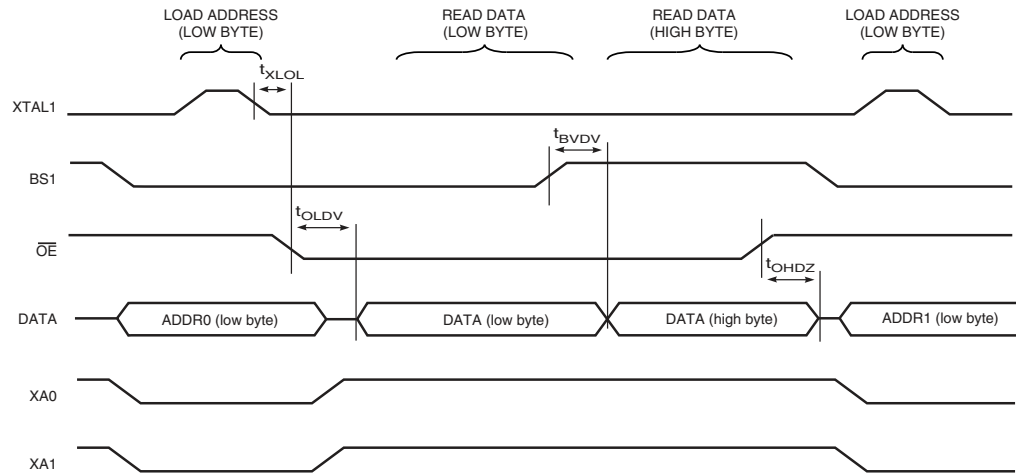 LOAD ADDRESS
(LOW BYTE)
READ DATA
(LOW BYTE)
READ DATA
(HIGH BYTE)
LOAD ADDRESS
(LOW BYTE)
tXLOL
XTAL1
tBVDV
BS1
tOLDV
OE
tOHDZ
DATA
ADDR0 (low byte)
DATA (low byte)
DATA (high byte)
ADDR1 (low byte)
XA0
XA1